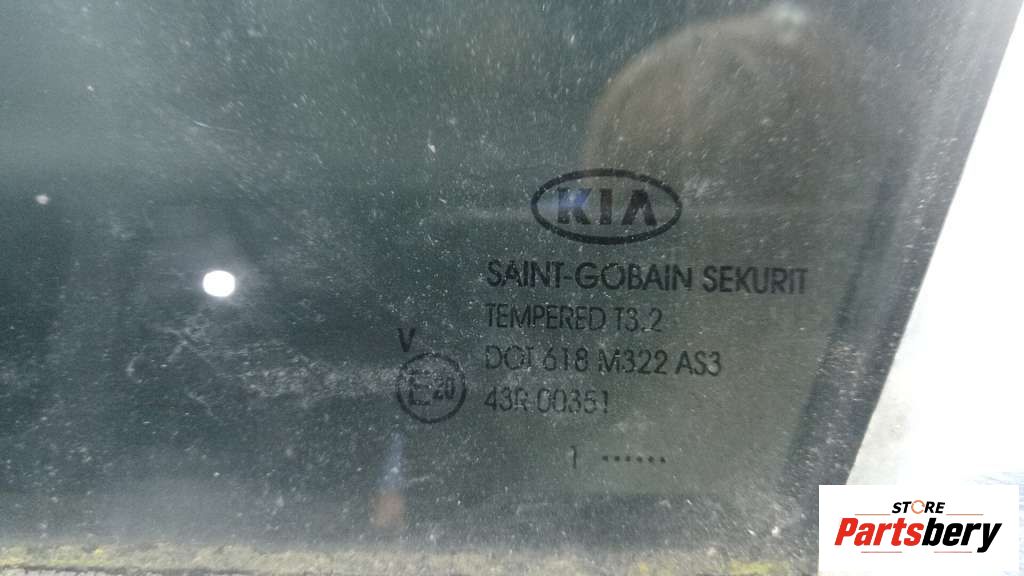 KIA
SAINT-GOBAIN SEKURIT
TEMPERED T3.2
DOT 618 M322 AS3
V
E20
43R 00351
1 ••••••
STORE
Partsbery